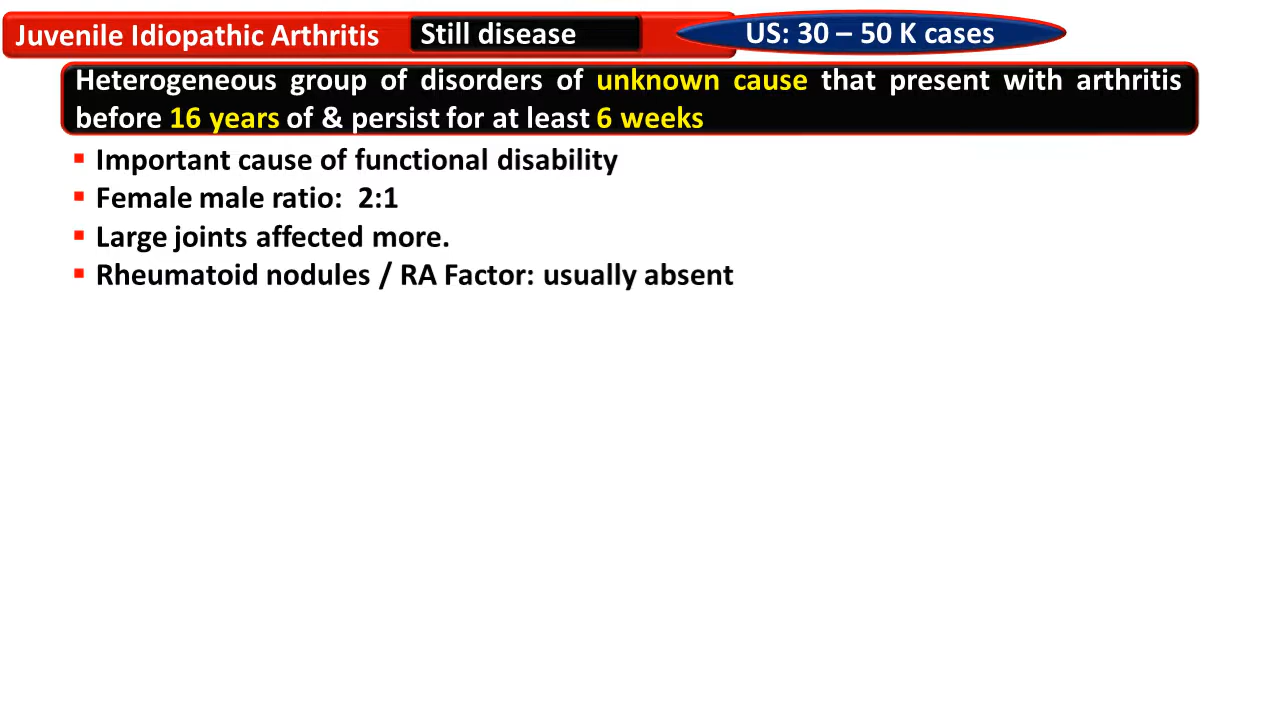 Juvenile Idiopathic Arthritis Still disease US: 30 – 50 K cases
Heterogeneous group of disorders of unknown cause that present with arthritis
before 16 years of & persist for at least 6 weeks
▪ Important cause of functional disability
▪ Female male ratio: 2:1
▪ Large joints affected more.
▪ Rheumatoid nodules / RA Factor: usually absent